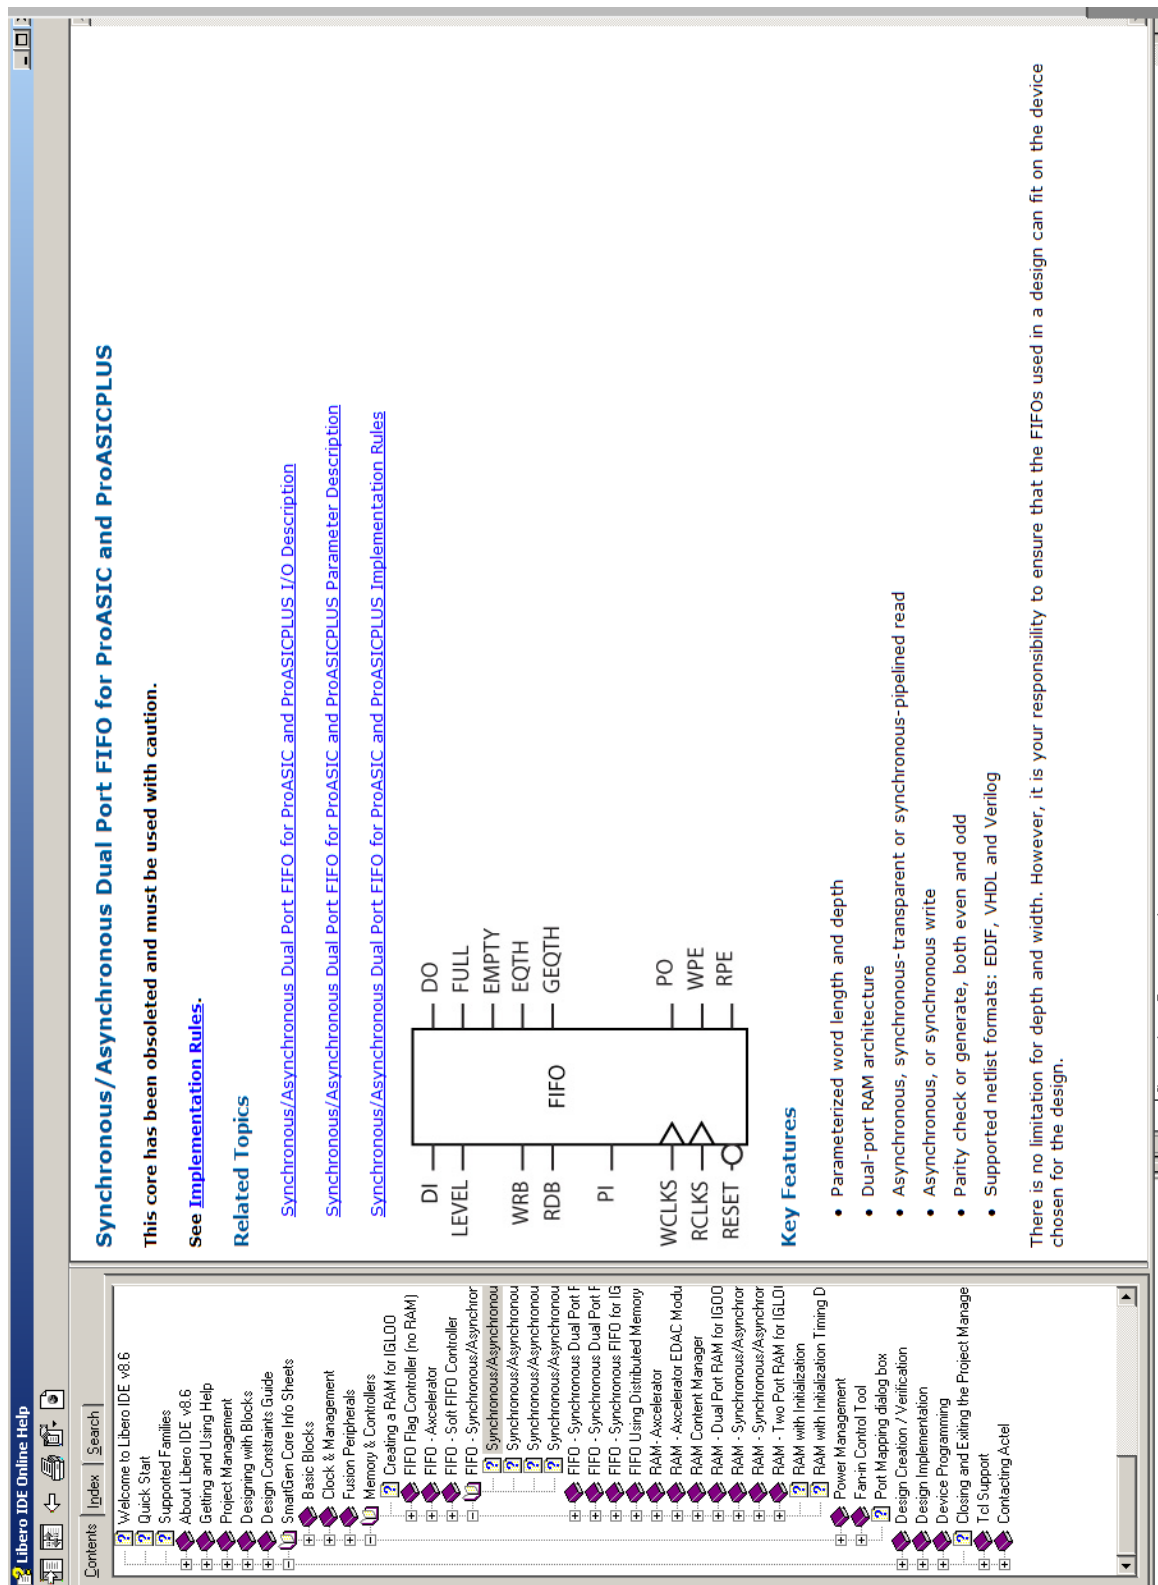 Libero IDE Online Help
Contents
Index
Search
Welcome to Libero IDE v8.6
Quick Start
Supported Families
About Libero IDE v8.6
Getting and Using Help
Project Management
Designing with Blocks
Design Constraints Guide
SmartGen Core Info Sheets
Basic Blocks
Clock & Management
Fusion Peripherals
Memory & Controllers
Creating a RAM for IGLOO
FIFO Flag Controller (no RAM)
FIFO - Axcelerator
FIFO - Soft FIFO Controller
FIFO - Synchronous/Asynchror
Synchronous/Asynchronou
Synchronous/Asynchronou
Synchronous/Asynchronou
Synchronous/Asynchronou
FIFO - Synchronous Dual Port F
FIFO - Synchronous Dual Port F
FIFO - Synchronous FIFO for IG
FIFO Using Distributed Memory
RAM- Axcelerator
RAM - Axcelerator EDAC Modu
RAM Content Manager
RAM - Dual Port RAM for IGOO
RAM - Synchronous/Asynchror
RAM - Synchronous/Asynchror
RAM - Two Port RAM for IGLOI
RAM with Initialization
RAM with Initialization Timing D
Power Management
Fan-in Control Tool
Port Mapping dialog box
Design Creation / Verification
Design Implementation
Device Programming
Closing and Exiting the Project Manage
Tcl Support
Contacting Actel
Synchronous/Asynchronous Dual Port FIFO for ProASIC and ProASICPLUS
This core has been obsoleted and must be used with caution.
See Implementation Rules.
Related Topics
Synchronous/Asynchronous Dual Port FIFO for ProASIC and ProASICPLUS I/O Description
Synchronous/Asynchronous Dual Port FIFO for ProASIC and ProASICPLUS Parameter Description
Synchronous/Asynchronous Dual Port FIFO for ProASIC and ProASICPLUS Implementation Rules
DI
LEVEL
WRB
RDB
PI
WCLKS
RCLKS
RESET
FIFO
DO
FULL
EMPTY
EQTH
GEQTH
PO
WPE
RPE
Key Features
• Parameterized word length and depth
• Dual-port RAM architecture
• Asynchronous, synchronous-transparent or synchronous-pipelined read
• Asynchronous, or synchronous write
• Parity check or generate, both even and odd
• Supported netlist formats: EDIF, VHDL and Verilog
There is no limitation for depth and width. However, it is your responsibility to ensure that the FIFOs used in a design can fit on the device
chosen for the design.